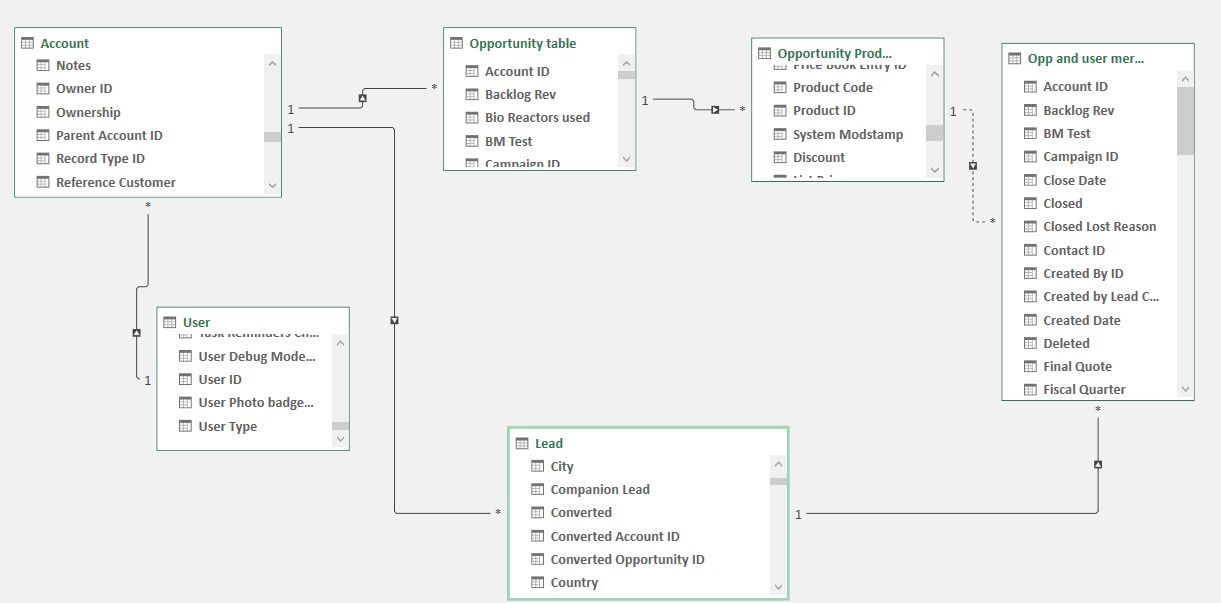 Account
Notes
Owner ID
Ownership
Parent Account ID
Record Type ID
Reference Customer
1
1
*
*
Opportunity table
Account ID
Backlog Rev
Bio Reactors used
BM Test
Campaign ID
*
1
Opportunity Prod...
Price Book Entry ID
Product Code
Product ID
System Modstamp
Discount
*
1
Opp and user mer...
Account ID
Backlog Rev
BM Test
Campaign ID
Close Date
Closed
Closed Lost Reason
Contact ID
Created By ID
Created by Lead C...
Created Date
Deleted
Final Quote
Fiscal Quarter
*
*
User
User Debug Mode...
User ID
User Photo badge...
User Type
1
Lead
City
Companion Lead
Converted
Converted Account ID
Converted Opportunity ID
Country
*
1